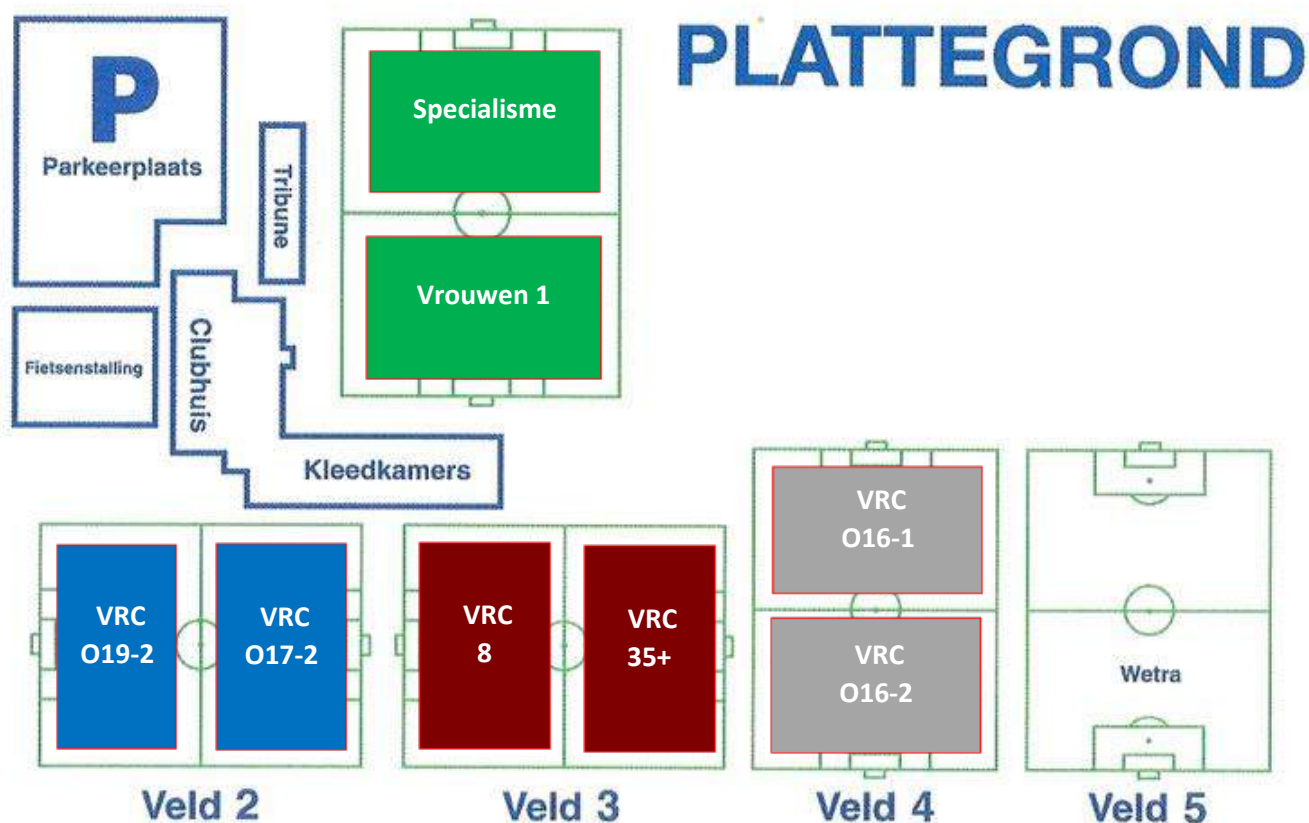 PLATTEGROND
P
Parkeerplaats
Tribune
Specialisme
Vrouwen 1
Fietsenstalling
Clubhuis
Kleedkamers
VRC
O19-2
VRC
O17-2
VRC
8
VRC
35+
VRC
O16-1
VRC
O16-2
Wetra
Veld 2
Veld 3
Veld 4
Veld 5